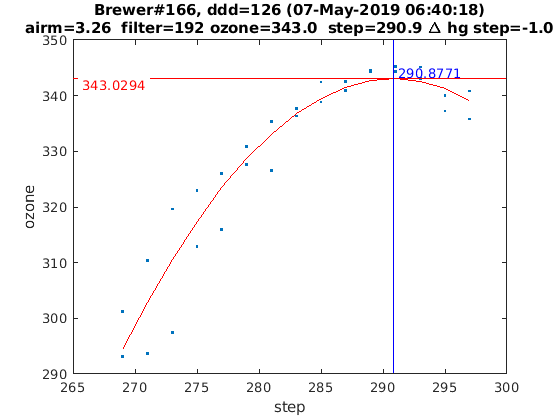 Brewer#166, ddd=126 (07-May-2019 06:40:18)
airm=3.26 filter=192 ozone=343.0 step=290.9 Δ hg step=-1.0
350
340
330
320
310
300
290
ozone
343.0294
290.8771
265 270 275 280 285 290 295 300
step